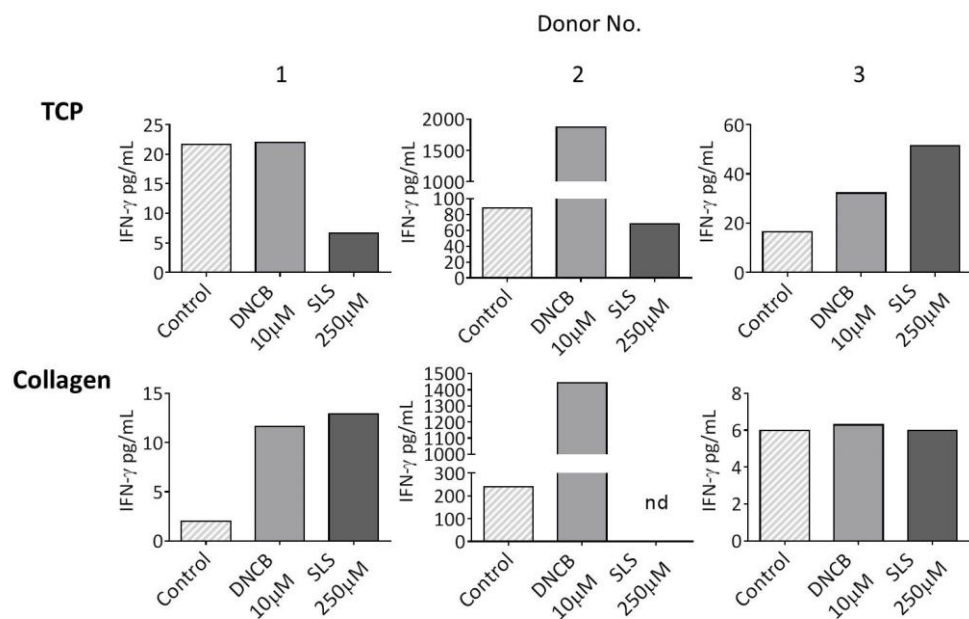 Donor No.
1 2 3
TCP
IFN-γ pg/mL
25
20
15
10
5
0
Control
DNCB
10µM
SLS
250µM
IFN-γ pg/mL
2000
1500
1000
100
80
60
40
20
0
Control
DNCB
10µM
SLS
250µM
IFN-γ pg/mL
60
40
20
0
Control
DNCB
10µM
SLS
250µM
Collagen
IFN-γ pg/mL
15
10
5
0
Control
DNCB
10µM
SLS
250µM
IFN-γ pg/mL
1500
1400
1300
1200
1100
1000
300
200
100
0
nd
Control
DNCB
10µM
SLS
250µM
IFN-γ pg/mL
8
6
4
2
0
Control
DNCB
10µM
SLS
250µM